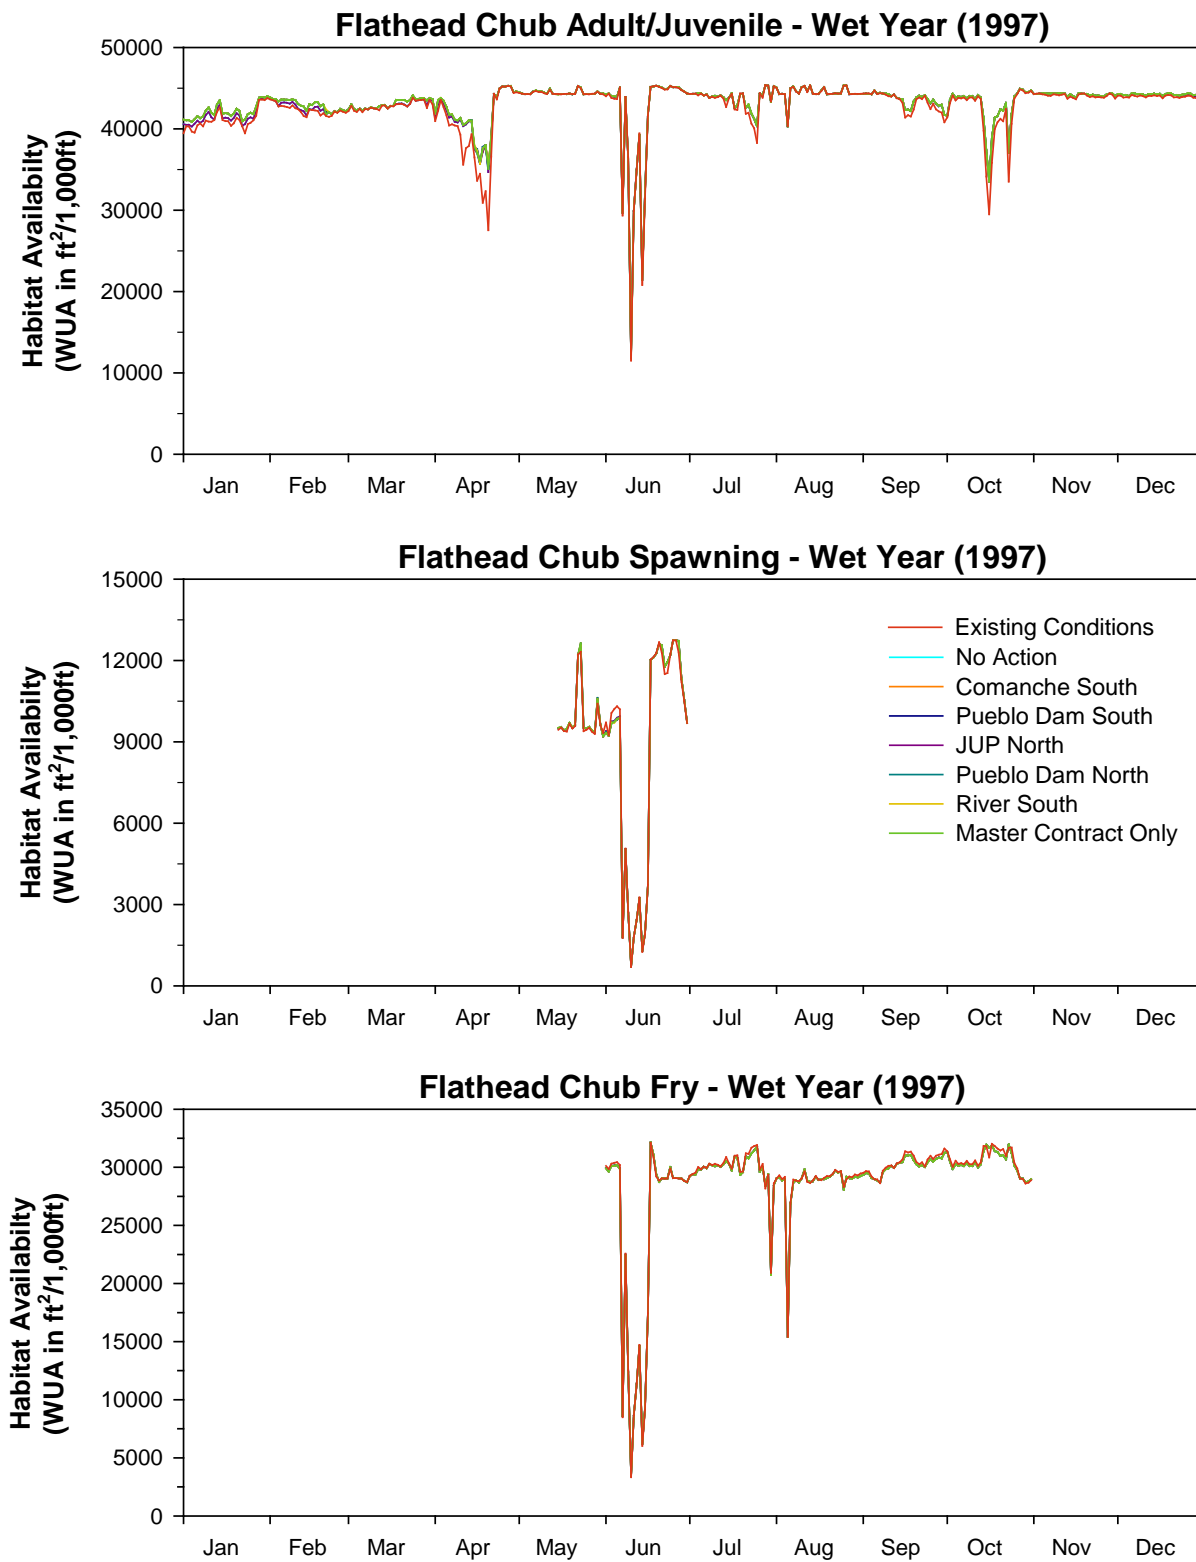 Flathead Chub Adult/Juvenile - Wet Year (1997)
Habitat Availabilty
(WUA in ft²/1,000ft)
50000
40000
30000
20000
10000
0
Jan Feb Mar Apr May Jun Jul Aug Sep Oct Nov Dec
Flathead Chub Spawning - Wet Year (1997)
Habitat Availabilty
(WUA in ft²/1,000ft)
15000
12000
9000
6000
3000
0
Existing Conditions
No Action
Comanche South
Pueblo Dam South
JUP North
Pueblo Dam North
River South
Master Contract Only
Jan Feb Mar Apr May Jun Jul Aug Sep Oct Nov Dec
Flathead Chub Fry - Wet Year (1997)
Habitat Availabilty
(WUA in ft²/1,000ft)
35000
30000
25000
20000
15000
10000
5000
0
Jan Feb Mar Apr May Jun Jul Aug Sep Oct Nov Dec